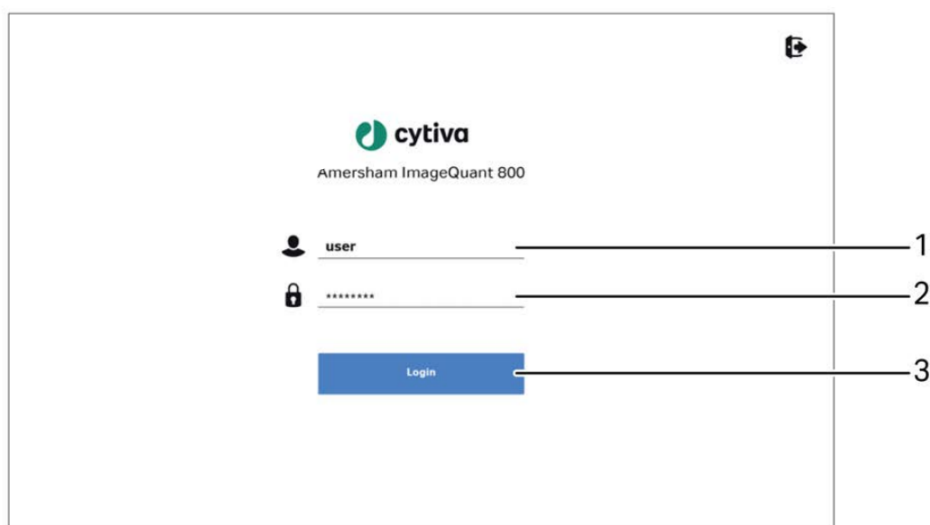 cytiva
Amersham ImageQuant 800
user
1
********
2
Login
3